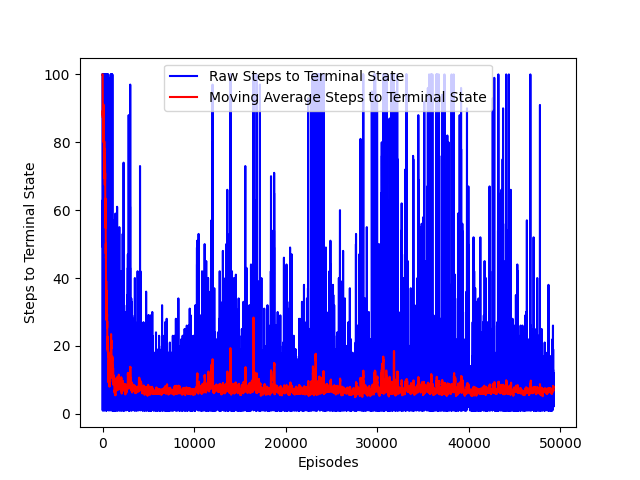 Raw Steps to Terminal State
Moving Average Steps to Terminal State
Steps to Terminal State
100
80
60
40
20
0
0 10000 20000 30000 40000 50000
Episodes